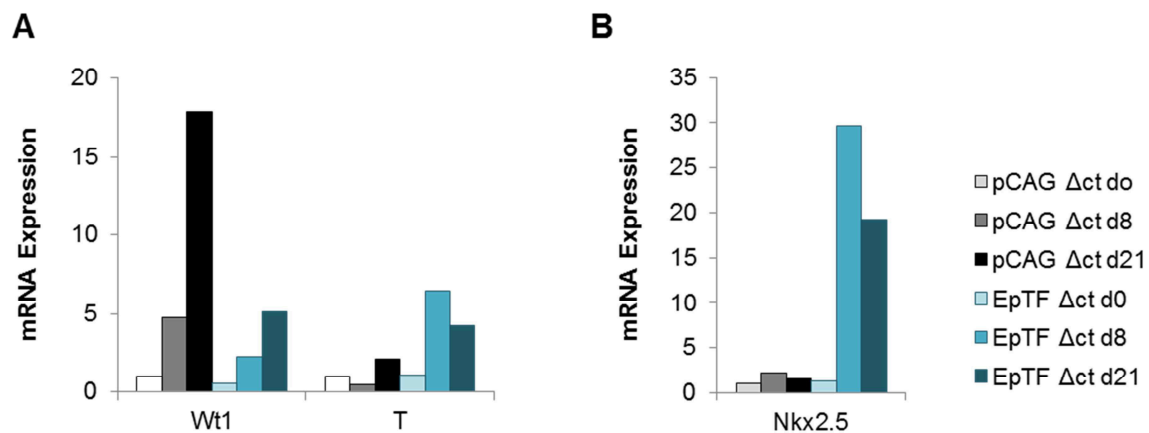 A
mRNA Expression
20
15
10
5
0
Wt1
T
B
mRNA Expression
35
30
25
20
15
10
5
0
Nkx2.5
pCAG Δct do
pCAG Δct d8
pCAG Δct d21
EpTF Δct d0
EpTF Δct d8
EpTF Δct d21